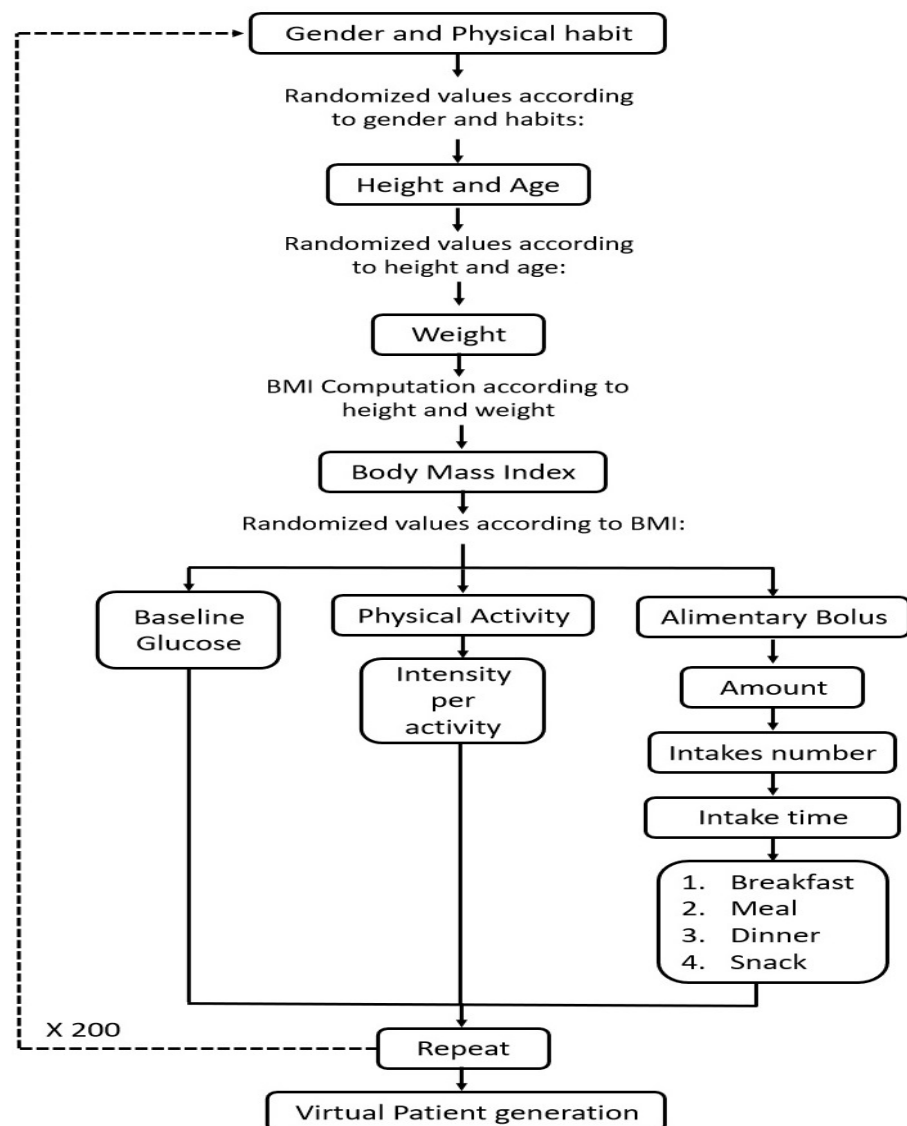 Gender and Physical habit
Randomized values according
to gender and habits:
Height and Age
Randomized values according
to height and age:
Weight
BMI Computation according to
height and weight
Body Mass Index
Randomized values according to BMI:
Baseline
Glucose
Physical Activity
Intensity
per
activity
Alimentary Bolus
Amount
Intakes number
Intake time
1. Breakfast
2. Meal
3. Dinner
4. Snack
X 200
Repeat
Virtual Patient generation